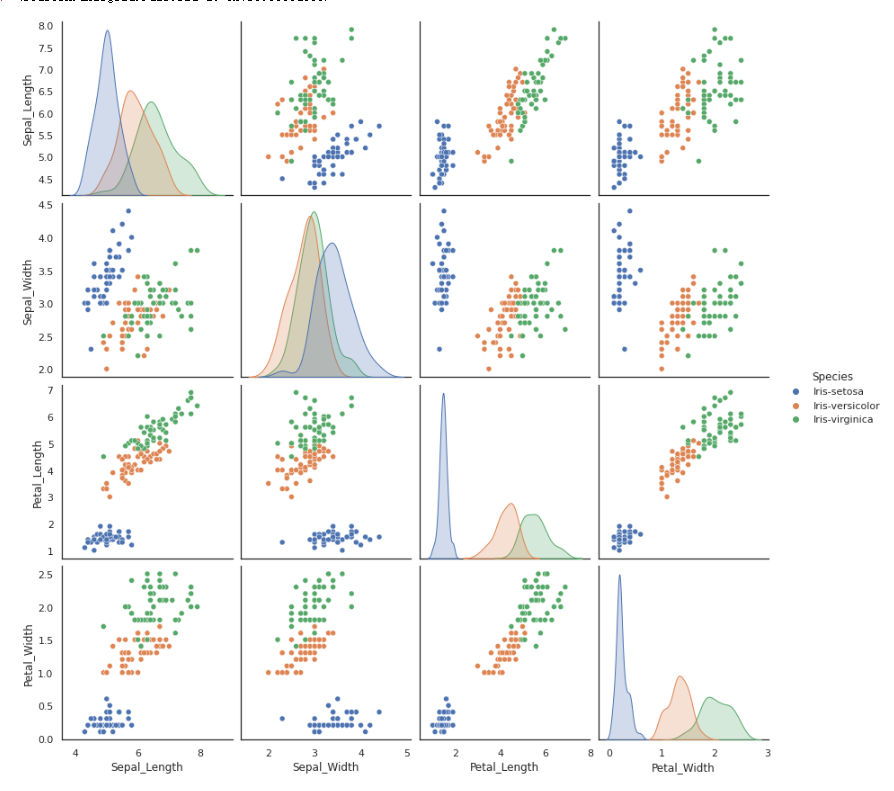 8.0
7.5
7.0
6.5
6.0
5.5
5.0
4.5
Sepal_Length
4.5
4.0
3.5
3.0
2.5
2.0
Sepal_Width
7
6
5
4
3
2
1
Petal_Length
Species
Iris-setosa
Iris-versicolor
Iris-virginica
2.5
2.0
1.5
1.0
0.5
0.0
Petal_Width
4 6 8
2 3 4 5
2 4 6 8
0 1 2 3
Sepal_Length Sepal_Width Petal_Length Petal_Width